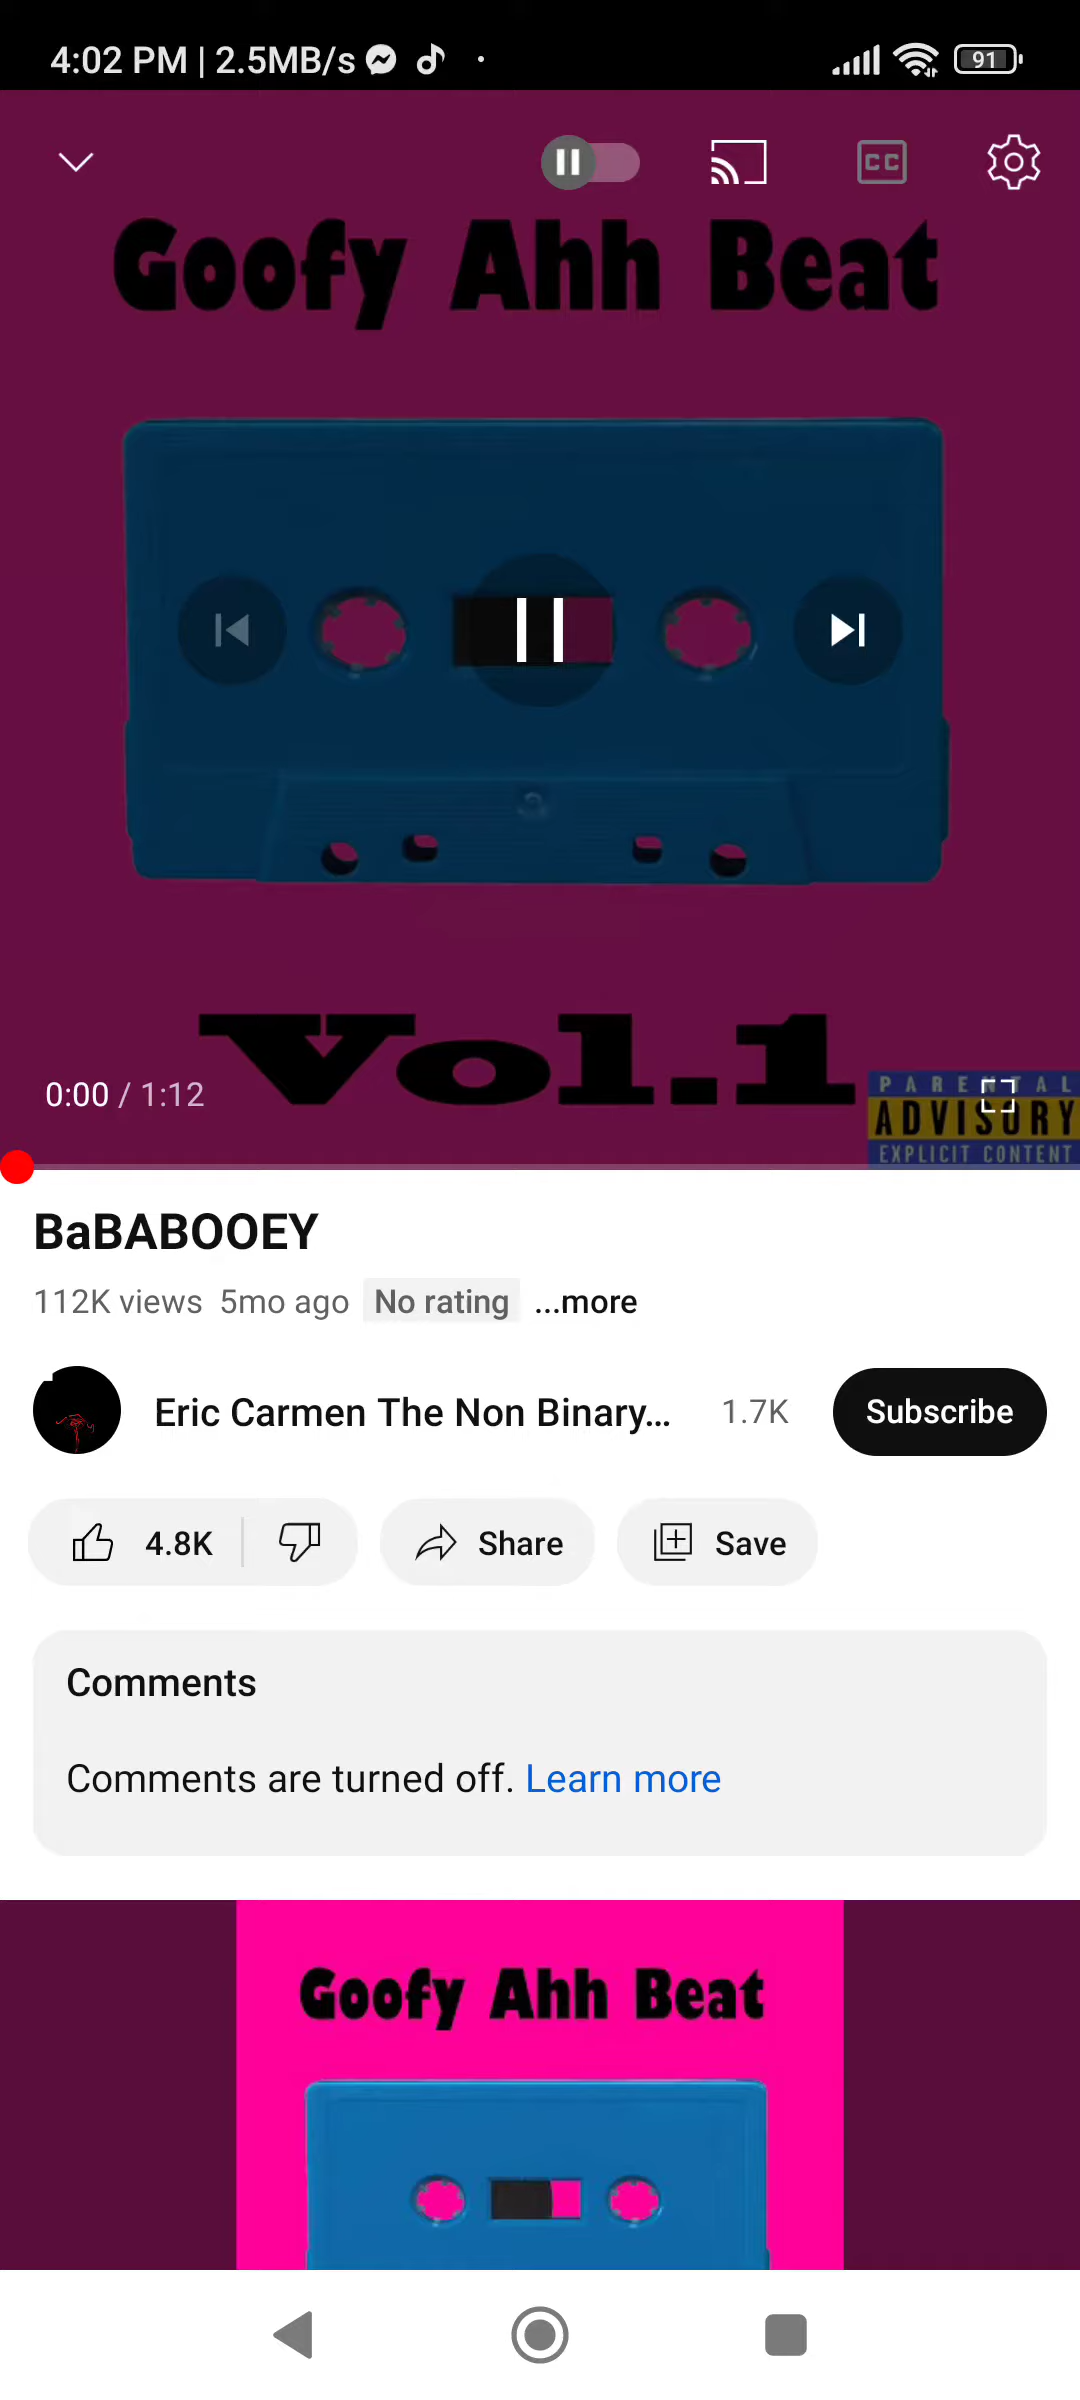 4:02 PM | 2.5MB/s
91
CC
Goofy Ahh Beat
Vol.1
0:00 / 1:12
PARENTAL
ADVISORY
EXPLICIT CONTENT
BaBABOOEY
112K views 5mo ago No rating ...more
Eric Carmen The Non Binary... 1.7K Subscribe
4.8K Share Save
Comments
Comments are turned off. Learn more
Goofy Ahh Beat